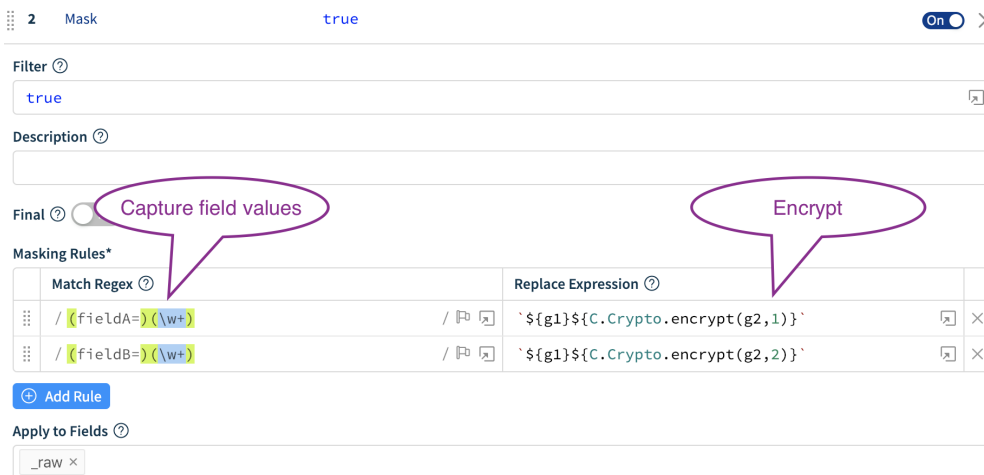 2 Mask true On
Filter ?
true
Description ?
Final ?
Capture field values
Encrypt
Masking Rules*
Match Regex ? Replace Expression ?
/ (fieldA=)(\w+) / `${g1}${C.Crypto.encrypt(g2,1)}`
/ (fieldB=)(\w+) / `${g1}${C.Crypto.encrypt(g2,2)}`
Add Rule
Apply to Fields ?
_raw ×